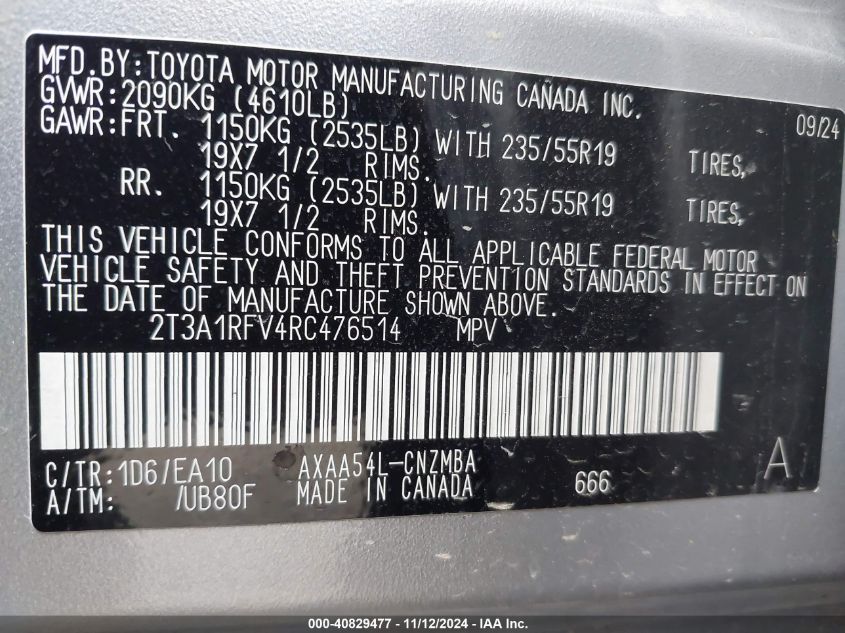 MFD.BY:TOYOTA MOTOR MANUFACTURING CANADA INC.
GVWR:2090KG (4610LB) 09/24
GAWR:FRT. 1150KG (2535LB) WITH 235/55R19 TIRES,
19X7 1/2 RIMS.
RR. 1150KG (2535LB) WITH 235/55R19 TIRES,
19X7 1/2 RIMS.
THIS VEHICLE CONFORMS TO ALL APPLICABLE FEDERAL MOTOR
VEHICLE SAFETY AND THEFT PREVENTION STANDARDS IN EFFECT ON
THE DATE OF MANUFACTURE SHOWN ABOVE.
2T3A1RFV4RC476514 MPV
C/TR:1D6/EA10 AXAA54L-CNZMBA A
A/TM: /UB80F MADE IN CANADA 666
000-40829477 - 11/12/2024 - IAA Inc.